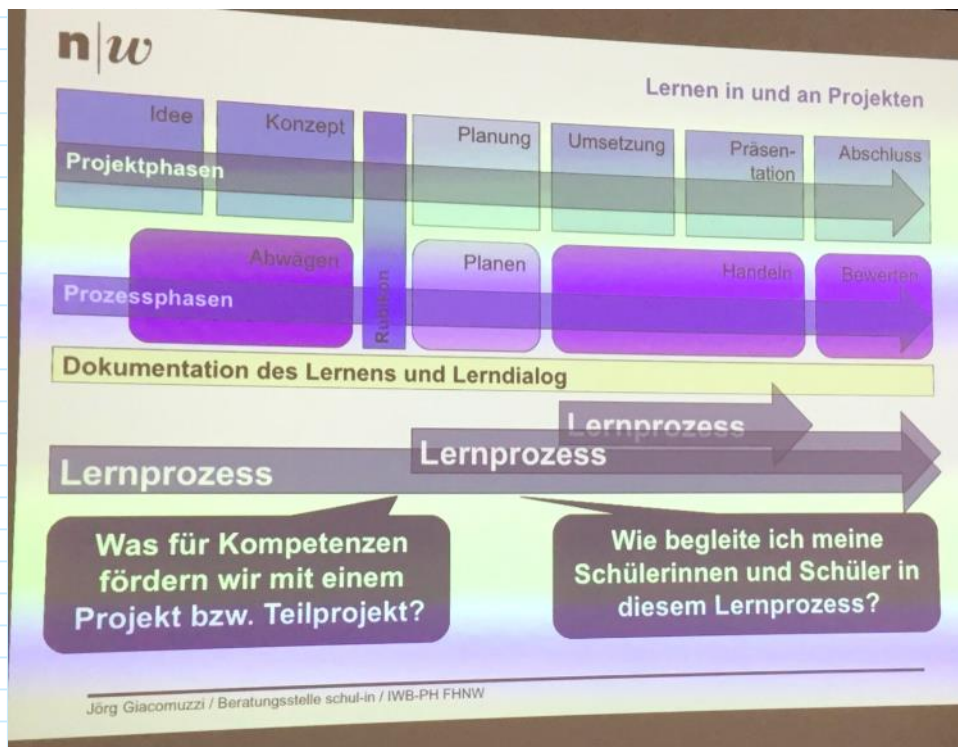 n|w
Lernen in und an Projekten
Idee
Konzept
Planung
Umsetzung
Präsen-
tation
Abschluss
Projektphasen
Abwägen
Rubikon
Planen
Handeln
Bewerten
Prozessphasen
Dokumentation des Lernens und Lerndialog
Lernprozess
Lernprozess
Lernprozess
Was für Kompetenzen
fördern wir mit einem
Projekt bzw. Teilprojekt?
Wie begleite ich meine
Schülerinnen und Schüler in
diesem Lernprozess?
Jörg Giacomuzzi / Beratungsstelle schul-in / IWB-PH FHNW